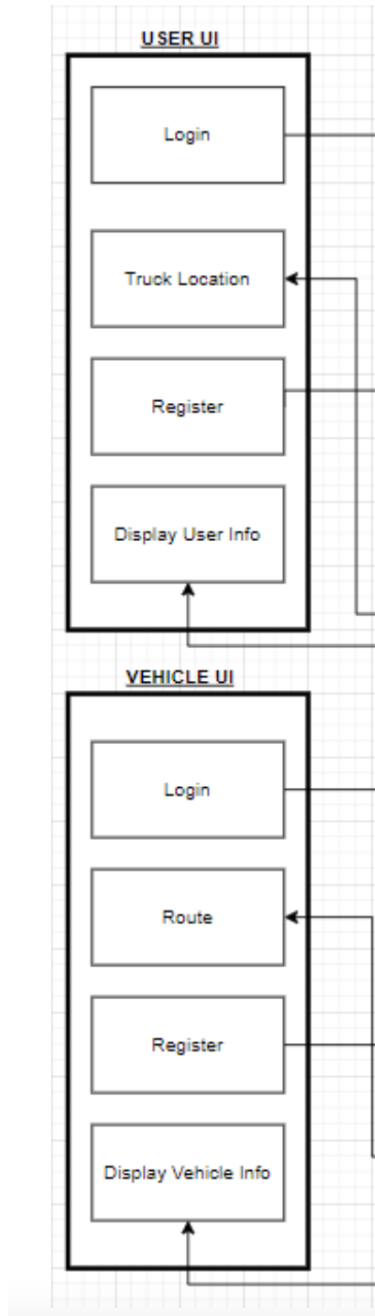 USER UI
Login
Truck Location
Register
Display User Info
VEHICLE UI
Login
Route
Register
Display Vehicle Info